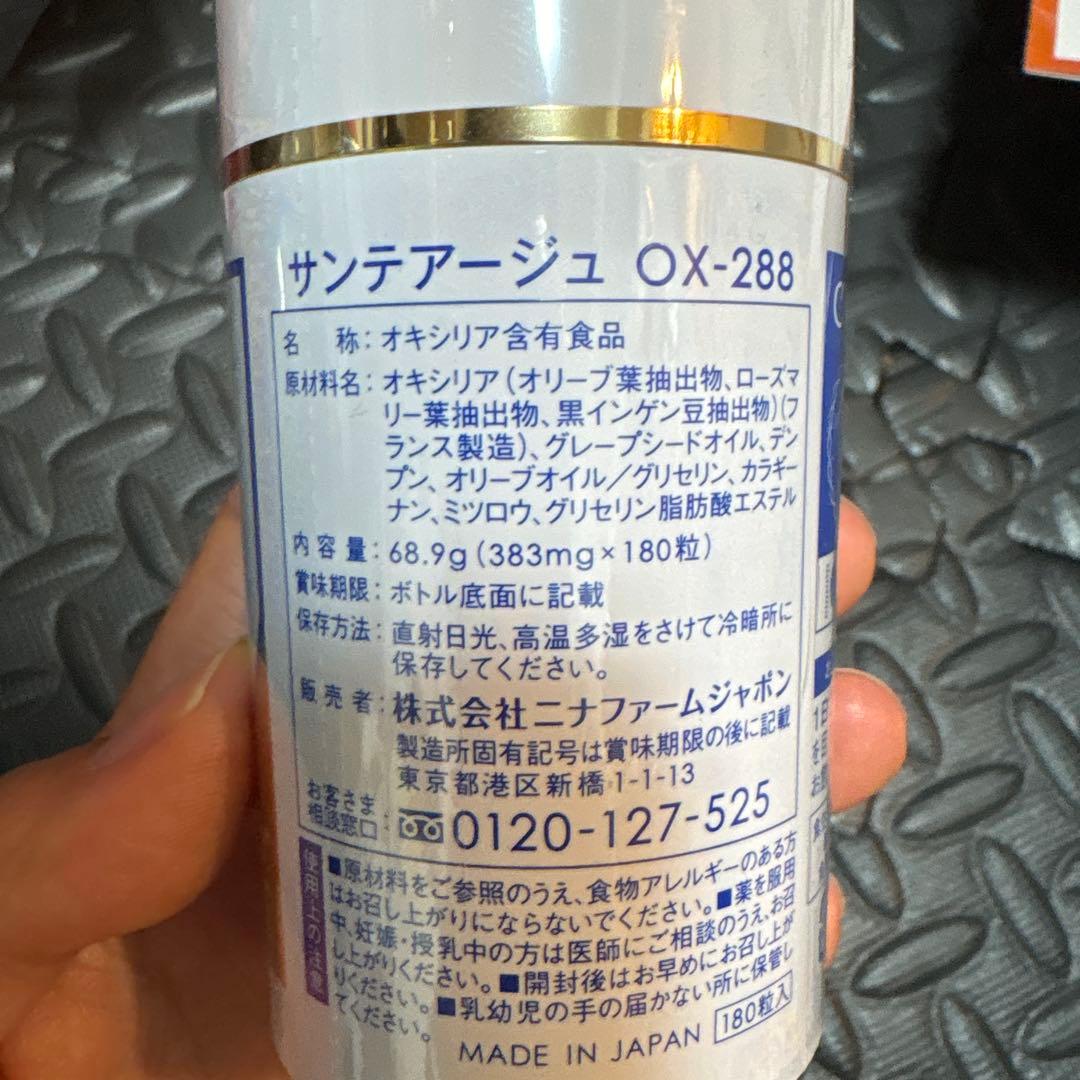 サンテアージュ OX-288
名 称：オキシリア含有食品
原材料名：オキシリア（オリーブ葉抽出物、ローズマ
リー葉抽出物、黒インゲン豆抽出物）（フ
ランス製造）、グレープシードオイル、デン
プン、オリーブオイル／グリセリン、カラギー
ナン、ミツロウ、グリセリン脂肪酸エステル
内容量：68.9g（383mg×180粒）
賞味期限：ボトル底面に記載
保存方法：直射日光、高温多湿をさけて冷暗所に
保存してください。
販売者：株式会社ニナファームジャポン
製造所固有記号は賞味期限の後に記載
東京都港区新橋1-1-13
お客さま
相談窓口：0120-127-525
使用上の注意
■原材料をご参照のうえ、食物アレルギーのある方
はお召し上がりにならないでください。■薬を服用
中、妊娠・授乳中の方は医師にご相談のうえ、お召
し上がりください。■開封後はお早めにお召し上が
りください。■乳幼児の手の届かない所に保管し
てください。
MADE IN JAPAN 180粒入